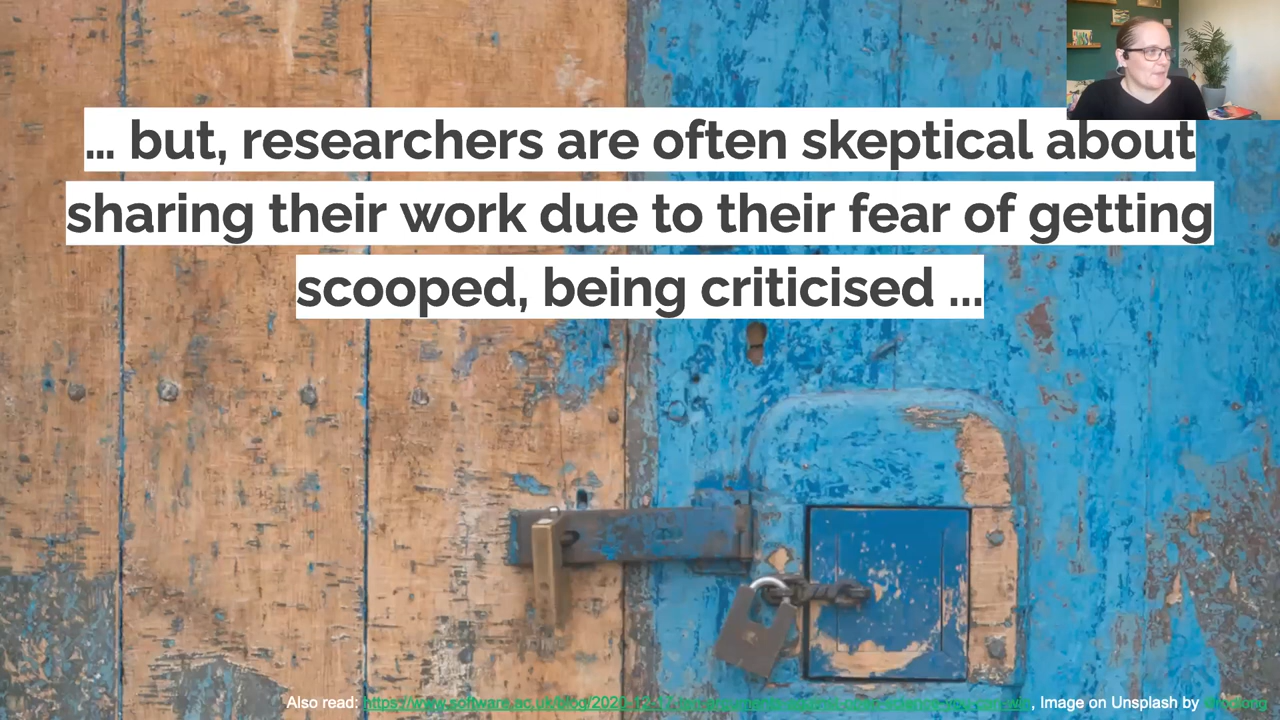 ... but, researchers are often skeptical about
sharing their work due to their fear of getting
scooped, being criticised ...
Also read: , Image on Unsplash by